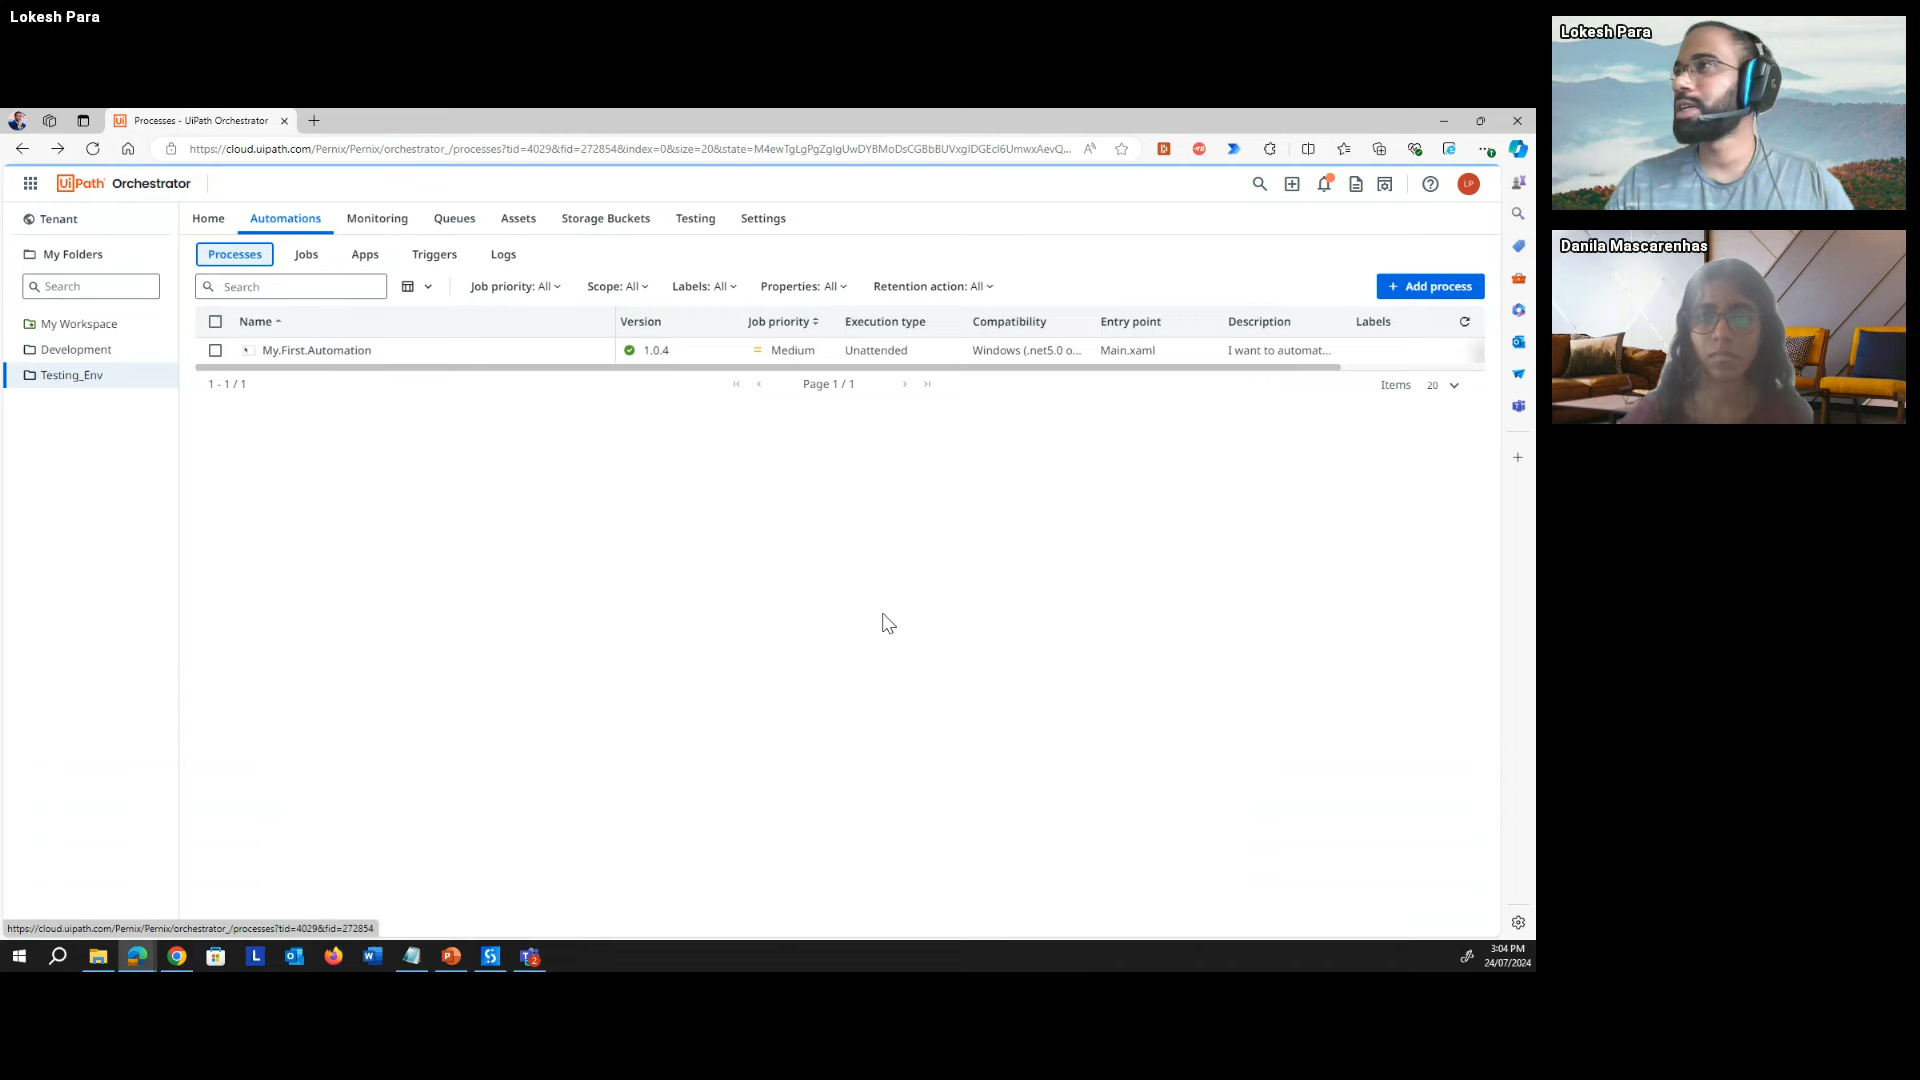 Lokesh Para
Lokesh Para
Danila Mascarenhas
Processes - UiPath Orchestrator
https://cloud.uipath.com/Pernix/Pernix/orchestrator_/processes?tid=4029&fid=272854&index=0&size=20&state=
UiPath Orchestrator
LP
Tenant
Home Automations Monitoring Queues Assets Storage Buckets Testing Settings
My Folders
Processes Jobs Apps Triggers Logs
Search
Search
Job priority: All Scope: All Labels: All Properties: All Retention action: All
+ Add process
Name Version Job priority Execution type Compatibility Entry point Description Labels
My Workspace
Development
My.First.Automation 1.0.4 Medium Unattended Windows (.net5.0 o... Main.xaml I want to automat...
Testing_Env
1 - 1 / 1 Page 1 / 1 Items 20
https://cloud.uipath.com/Pernix/Pernix/orchestrator_/processes?tid=4029&fid=272854
3:04 PM
24/07/2024